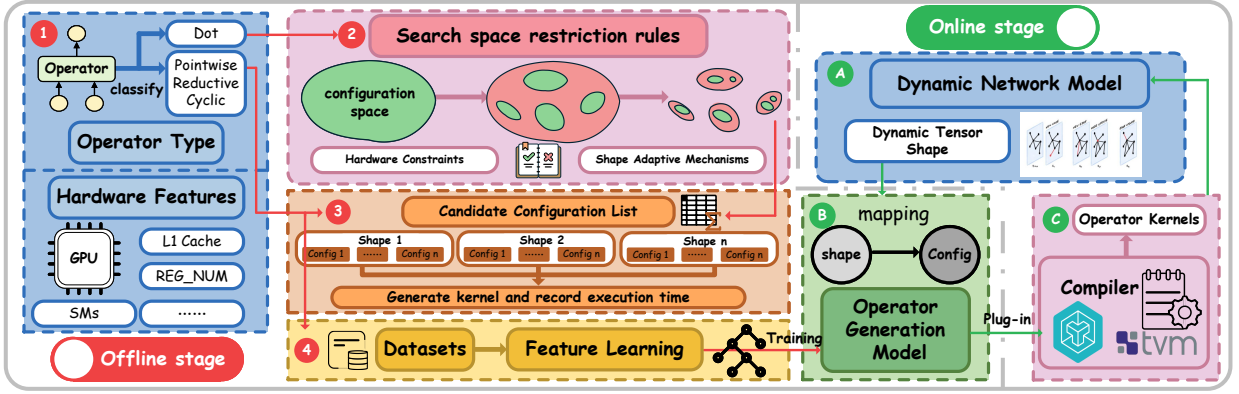 1
Operator
classify
Dot
Pointwise
Reductive
Cyclic
Operator Type
Hardware Features
GPU
L1 Cache
REG_NUM
SMs
......
Offline stage
2
Search space restriction rules
configuration
space
Hardware Constraints
Shape Adaptive Mechanisms
3
Candidate Configuration List
Shape 1
Config 1
......
Config n
Shape 2
Config 1
......
Config n
Shape n
Config 1
......
Config n
Generate kernel and record execution time
4
Datasets
Feature Learning
Training
Online stage
A
Dynamic Network Model
Dynamic Tensor
Shape
B
mapping
shape
Config
Operator
Generation
Model
Plug-in
C
Operator Kernels
Compiler
tvm